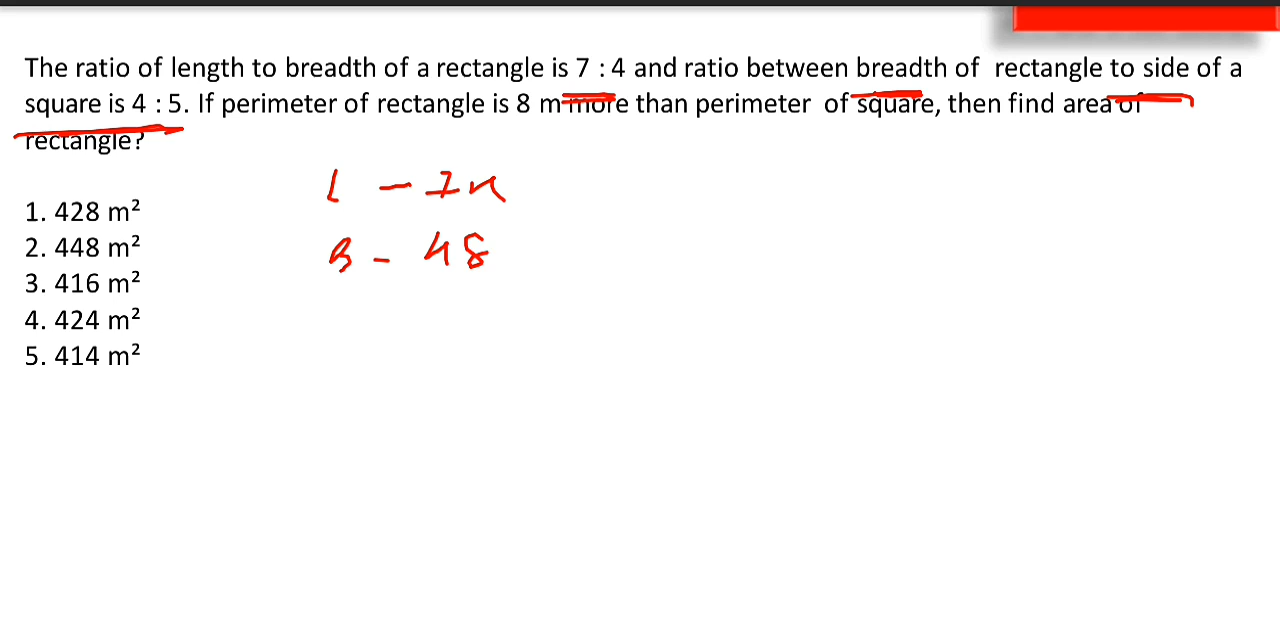 The ratio of length to breadth of a rectangle is 7 : 4 and ratio between breadth of rectangle to side of a
square is 4 : 5. If perimeter of rectangle is 8 m more than perimeter of square, then find area of
rectangle?
L - 7x
1. 428 m²
B - 48
2. 448 m²
3. 416 m²
4. 424 m²
5. 414 m²